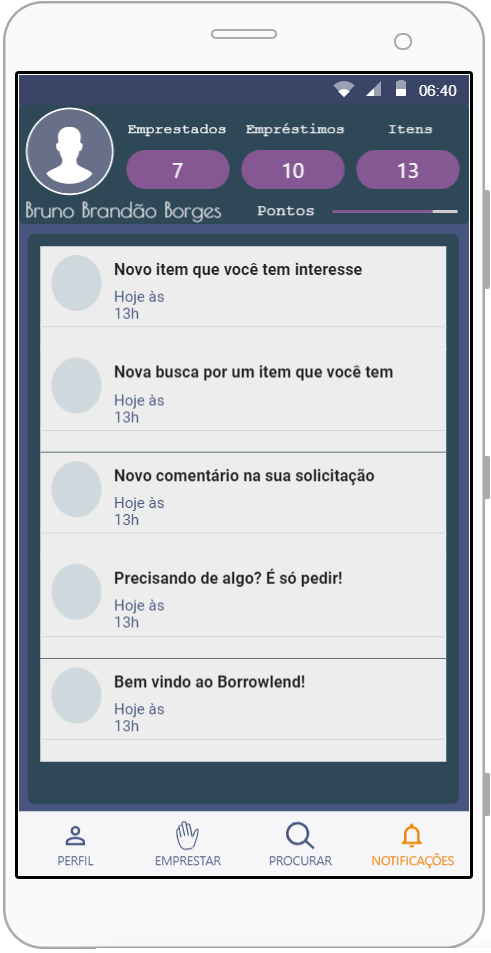 06:40
Emprestados Empréstimos Itens
7 10 13
Bruno Brandão Borges Pontos
Novo item que você tem interesse
Hoje às
13h
Nova busca por um item que você tem
Hoje às
13h
Novo comentário na sua solicitação
Hoje às
13h
Precisando de algo? É só pedir!
Hoje às
13h
Bem vindo ao Borrowlend!
Hoje às
13h
PERFIL EMPRESTAR PROCURAR NOTIFICAÇÕES